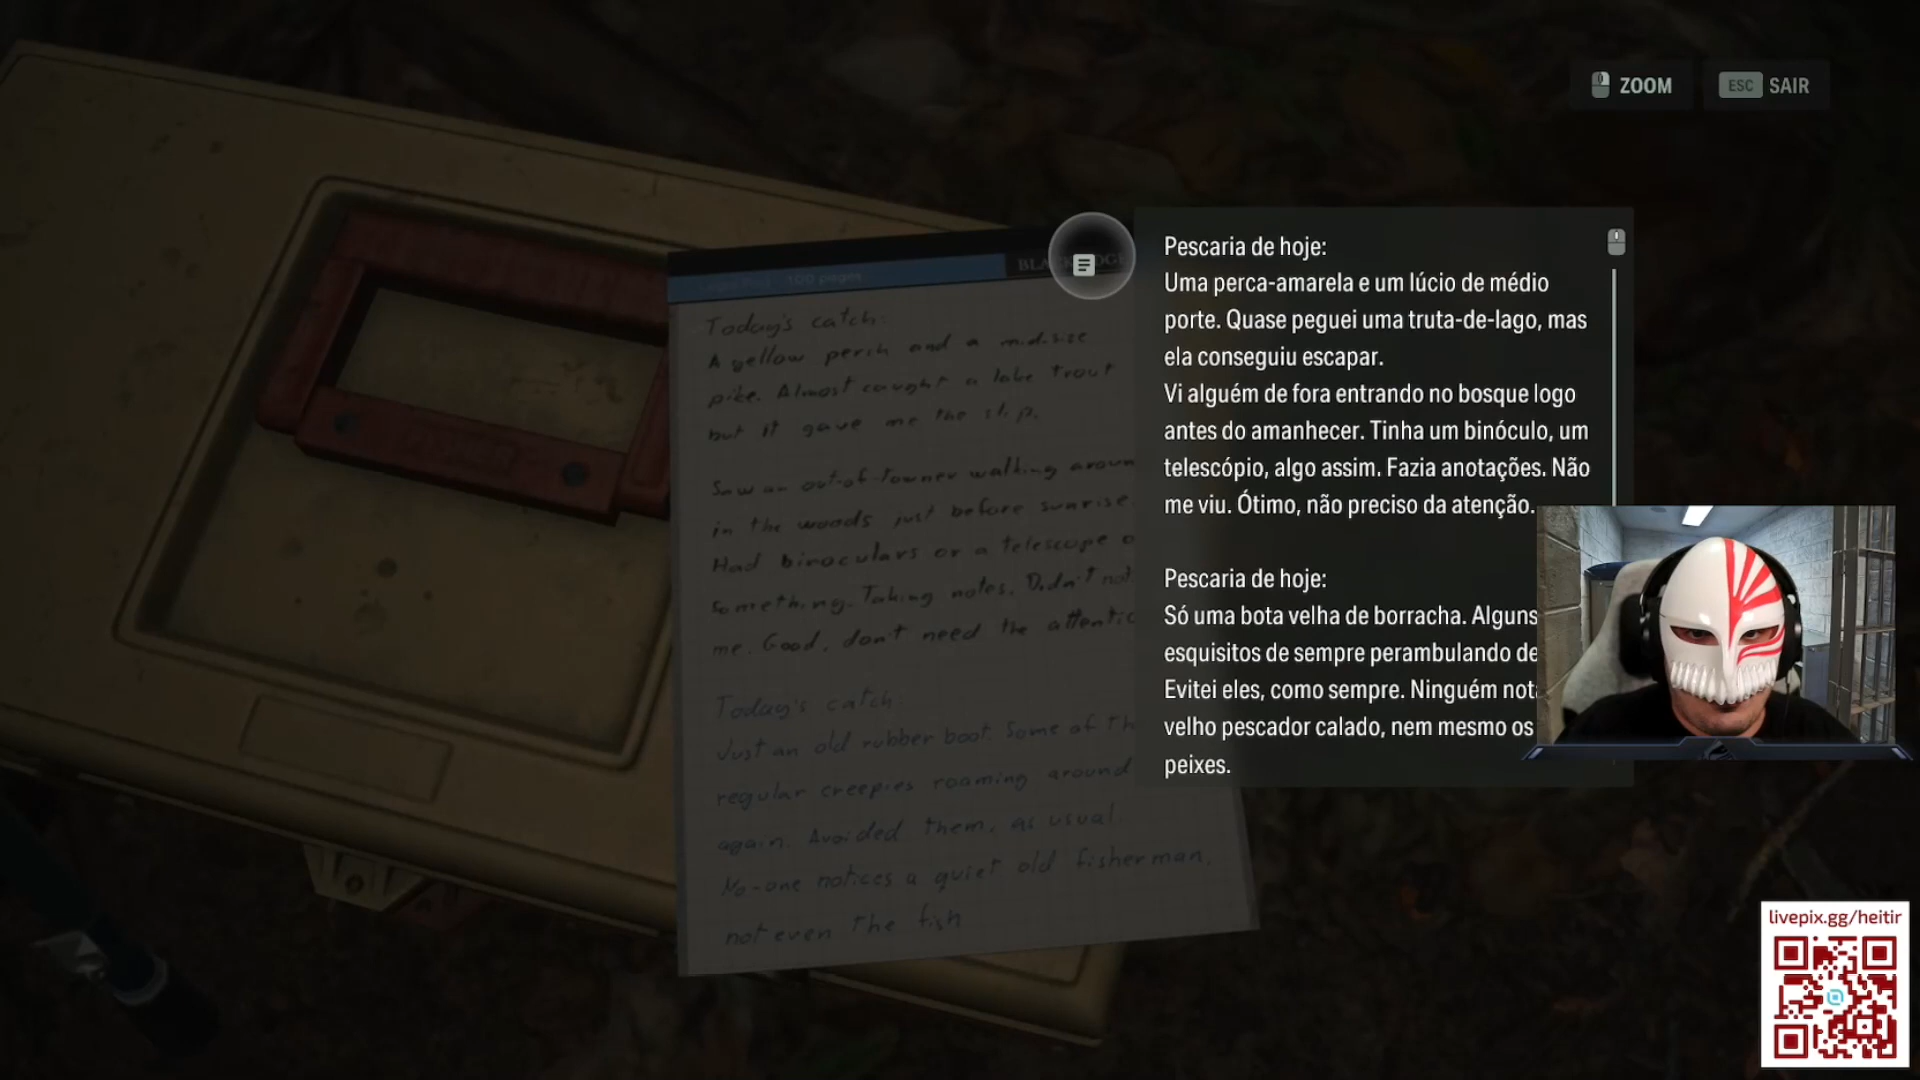 ZOOM
ESC SAIR
100 pages
Today's catch:
A yellow perch and a mid-size
pike. Almost caught a lake trout
but it gave me the slip.
Saw an out-of-towner walking aroun
in the woods just before sunrise.
Had binoculars or a telescope o
something. Taking notes. Didn't not
me. Good, don't need the attentio
Today's catch:
Just an old rubber boot. Some of th
regular creepies roaming around
again. Avoided them, as usual.
No-one notices a quiet old fisherman,
not even the fish
Pescaria de hoje:
Uma perca-amarela e um lúcio de médio
porte. Quase peguei uma truta-de-lago, mas
ela conseguiu escapar.
Vi alguém de fora entrando no bosque logo
antes do amanhecer. Tinha um binóculo, um
telescópio, algo assim. Fazia anotações. Não
me viu. Ótimo, não preciso da atenção.
Pescaria de hoje:
Só uma bota velha de borracha. Alguns
esquisitos de sempre perambulando de
Evitei eles, como sempre. Ninguém not
velho pescador calado, nem mesmo os
peixes.
livepix.gg/heitir